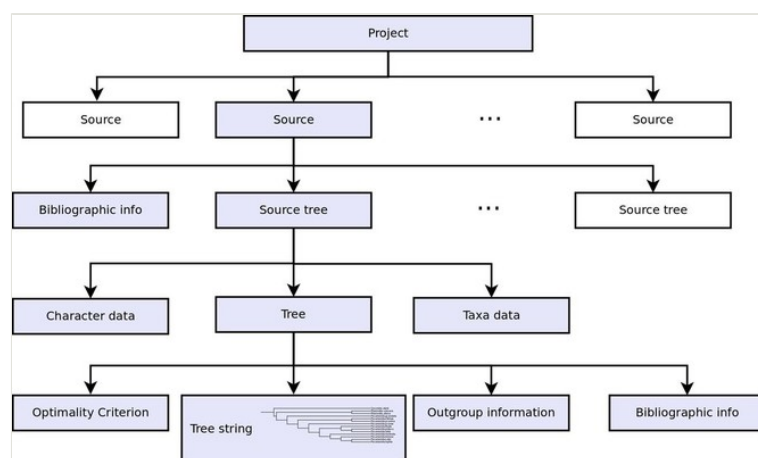 Project
Source
Source
...
Source
Bibliographic info
Source tree
...
Source tree
Character data
Tree
Taxa data
Optimality Criterion
Tree string
Outgroup information
Bibliographic info